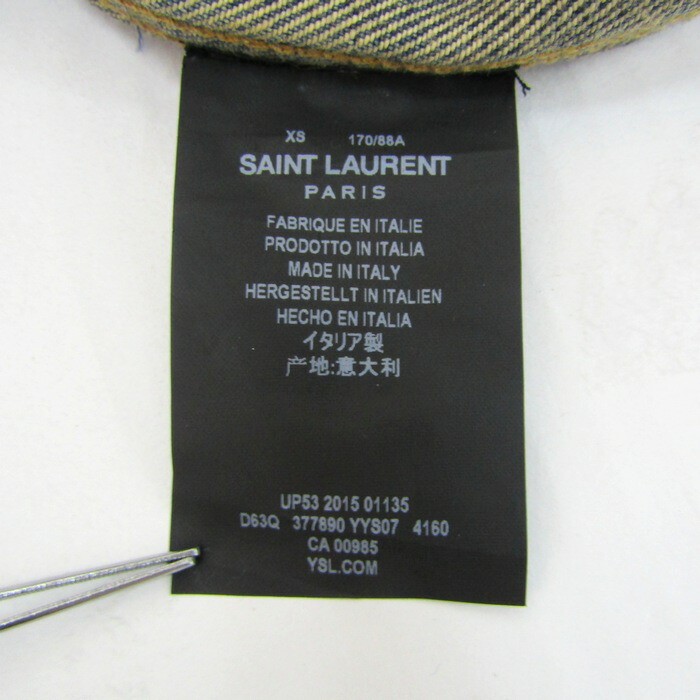 XS 170/88A
SAINT LAURENT
PARIS
FABRIQUE EN ITALIE
PRODOTTO IN ITALIA
MADE IN ITALY
HERGESTELLT IN ITALIEN
HECHO EN ITALIA
イタリア製
产地:意大利
UP53 2015 01135
D63Q 377890 YYS07 4160
CA 00985
YSL.COM